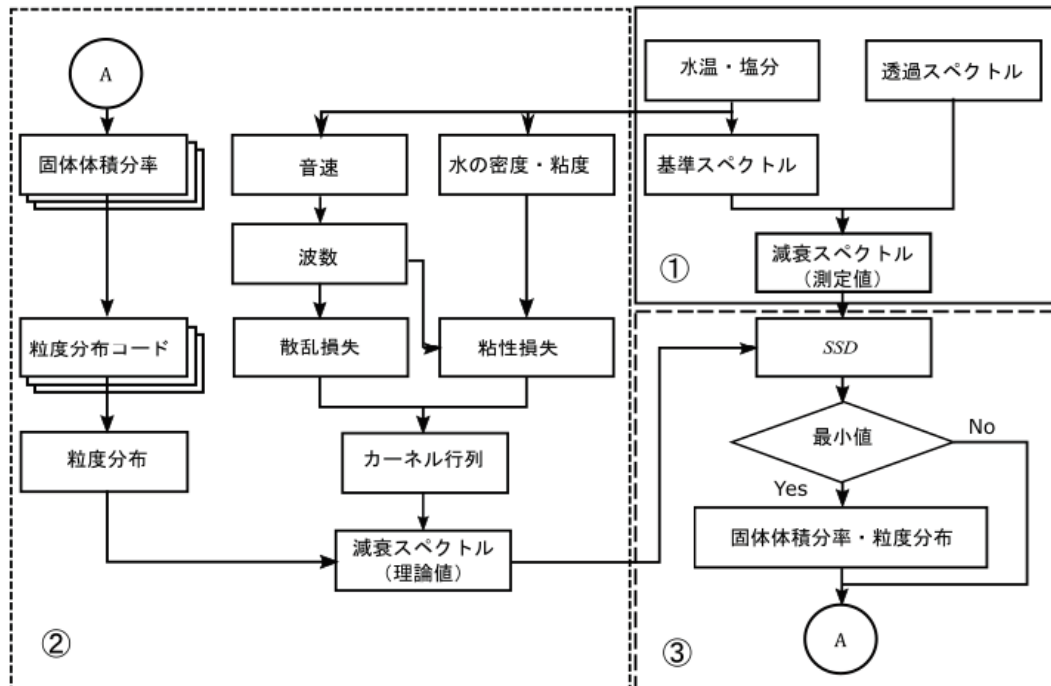 A
固体体積分率
粒度分布コード
粒度分布
音速
波数
散乱損失
水の密度・粘度
粘性損失
カーネル行列
減衰スペクトル
(理論値)
②
水温・塩分
透過スペクトル
基準スペクトル
減衰スペクトル
(測定値)
①
SSD
最小値
No
Yes
固体体積分率・粒度分布
A
③